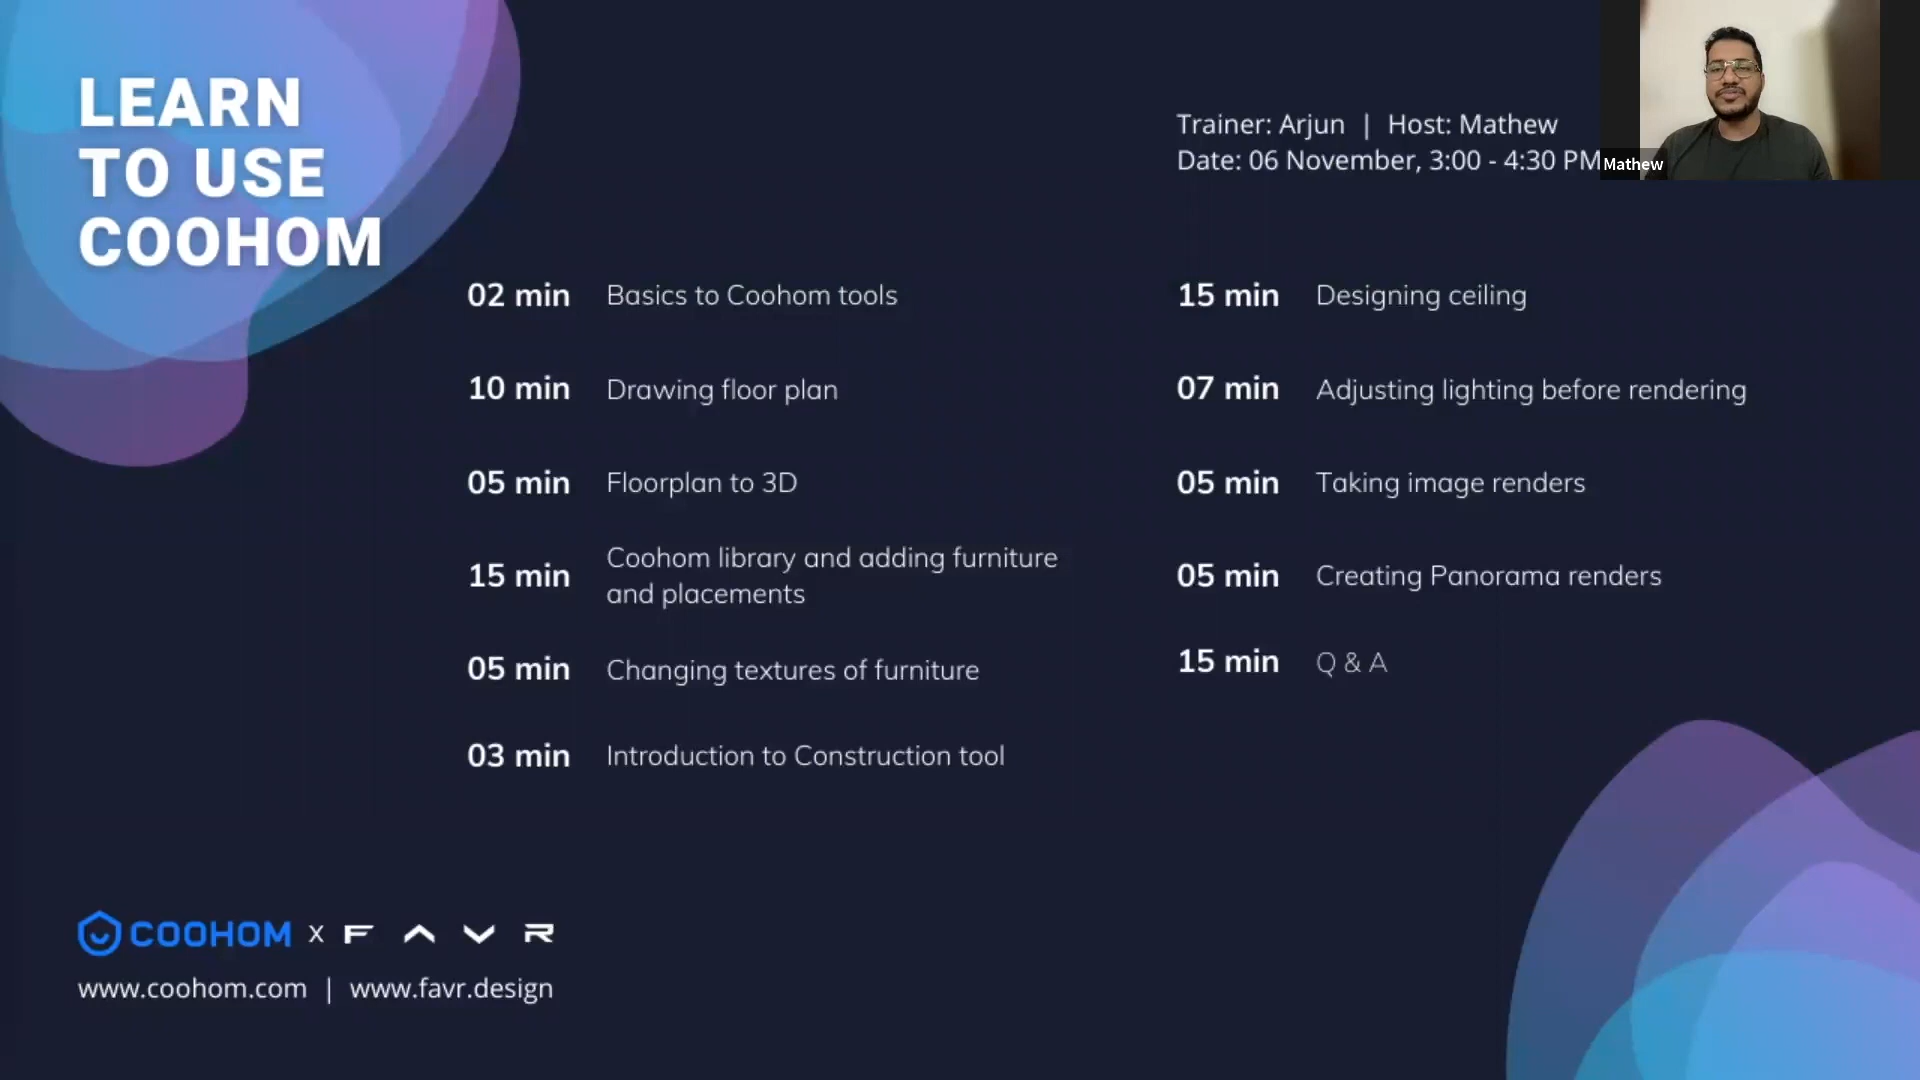 LEARN
TO USE
COOHOM
Trainer: Arjun | Host: Mathew
Date: 06 November, 3:00 - 4:30 PM
Mathew
02 min Basics to Coohom tools
10 min Drawing floor plan
05 min Floorplan to 3D
15 min Coohom library and adding furniture
and placements
05 min Changing textures of furniture
03 min Introduction to Construction tool
15 min Designing ceiling
07 min Adjusting lighting before rendering
05 min Taking image renders
05 min Creating Panorama renders
15 min Q & A
COOHOM x FAVR
www.coohom.com | www.favr.design